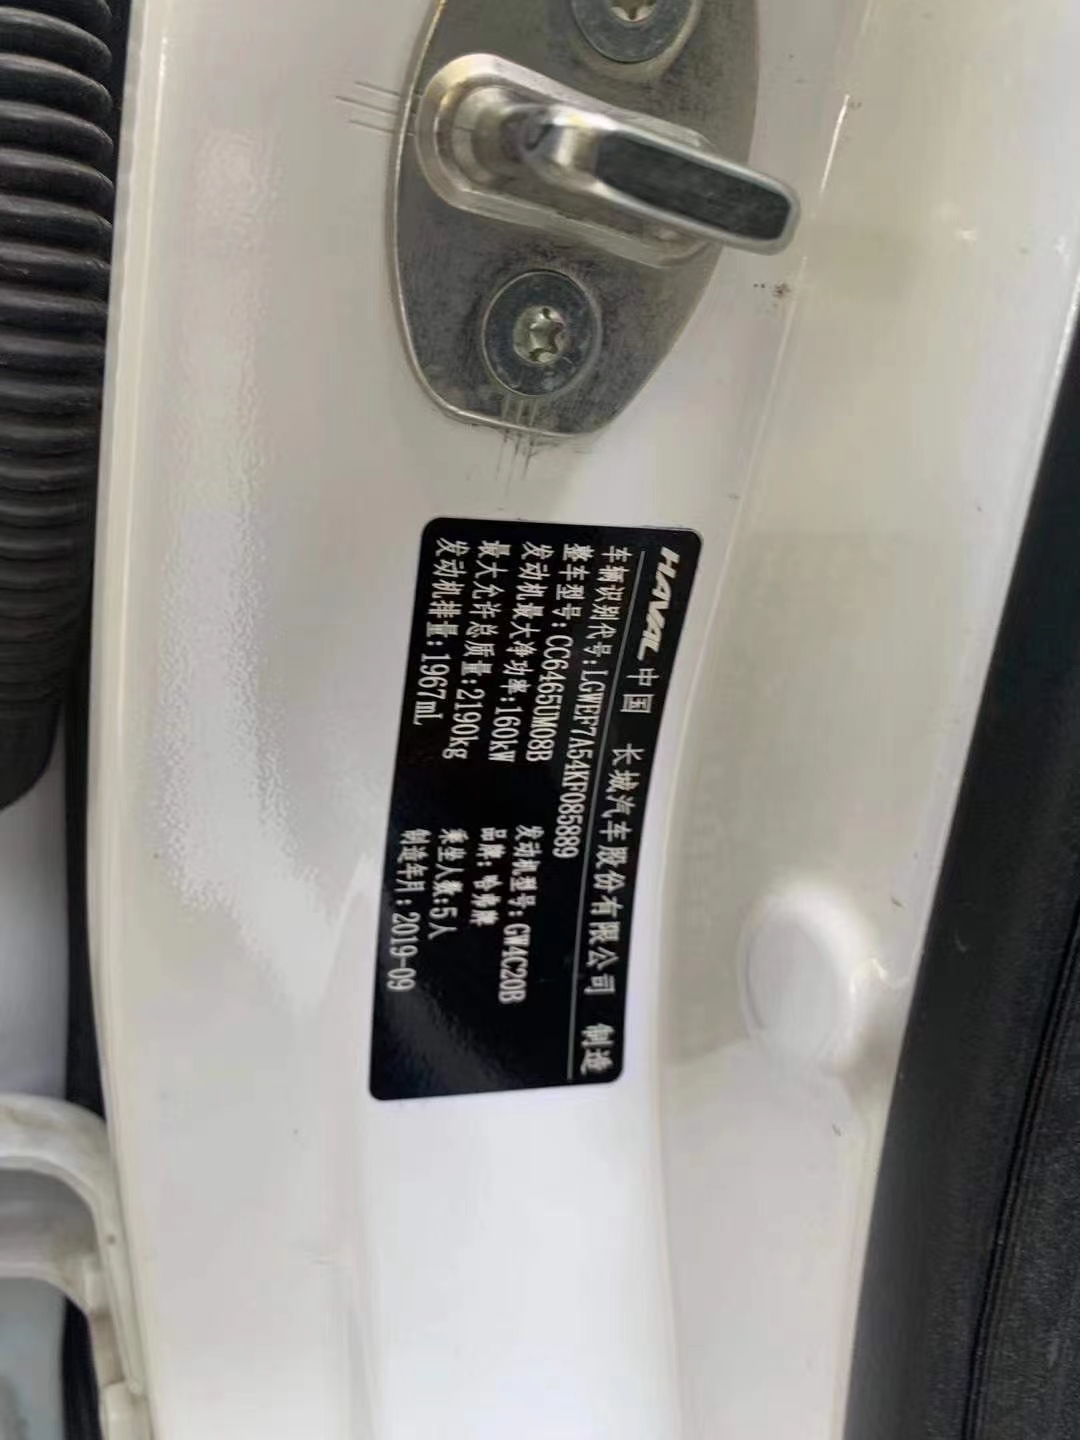 HAVAL 中国 长城汽车股份有限公司 制造
车辆识别代号:LGWEF7A54KF085889
整车型号:CC6465UM08B
发动机最大净功率:160kW 发动机型号:GW4C20B
最大允许总质量:2190kg 品牌:哈弗牌
发动机排量:1967mL 乘坐人数:5人
制造年月:2019-09